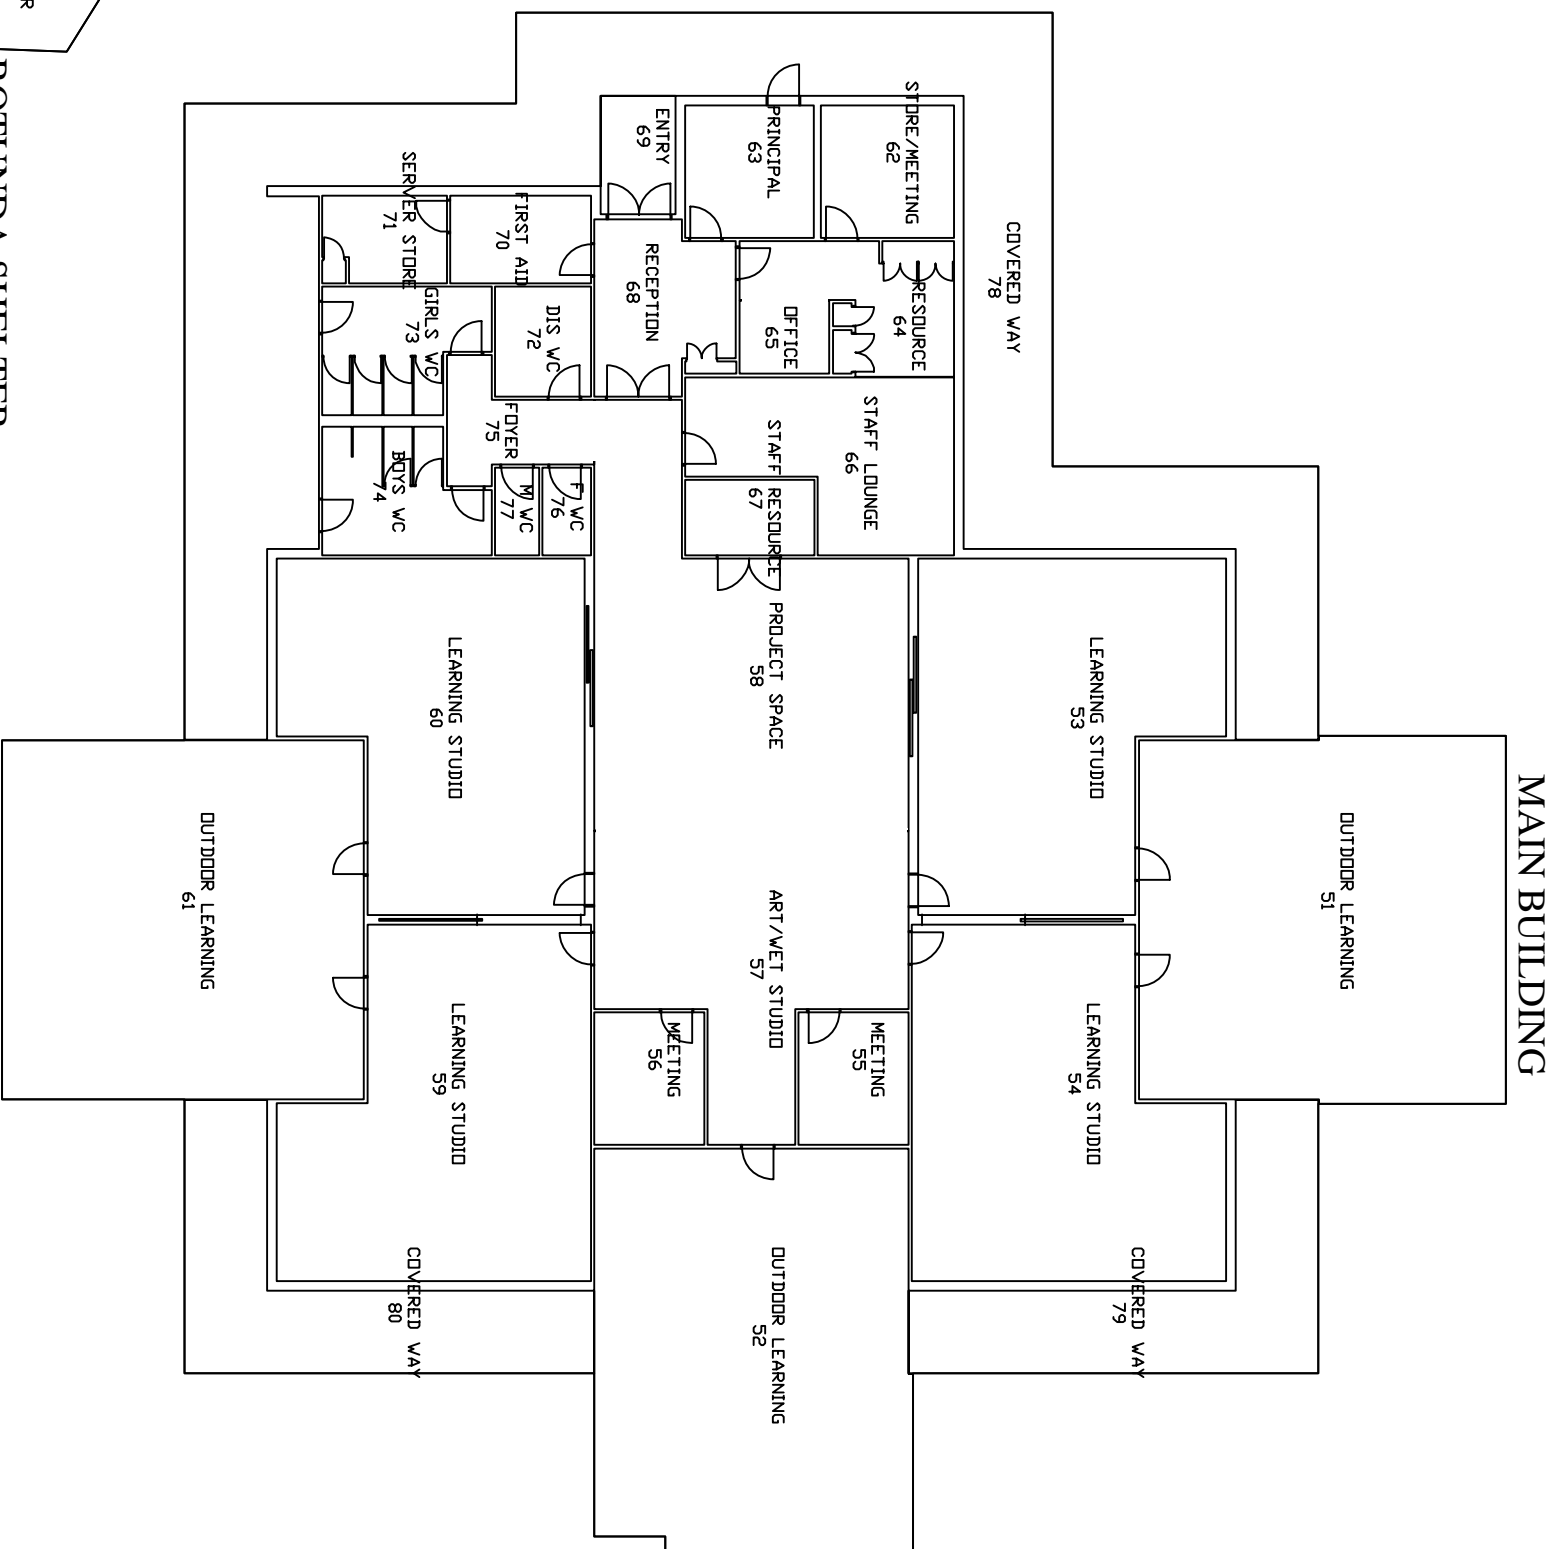 MAIN BUILDING
OUTDOOR LEARNING
51
COVERED WAY
78
LEARNING STUDIO
53
LEARNING STUDIO
54
COVERED WAY
79
STORE/MEETING
62
RESOURCE
64
STAFF LOUNGE
66
MEETING
55
PRINCIPAL
63
OFFICE
65
STAFF RESOURCE
67
PROJECT SPACE
58
ART/WET STUDIO
57
OUTDOOR LEARNING
52
ENTRY
69
RECEPTION
68
MEETING
56
FIRST AID
70
DIS WC
72
FOYER
75
F WC
76
M WC
77
SERVER STORE
71
GIRLS WC
73
BOYS WC
74
LEARNING STUDIO
60
LEARNING STUDIO
59
COVERED WAY
80
OUTDOOR LEARNING
61
ROTUNDA SHELTER